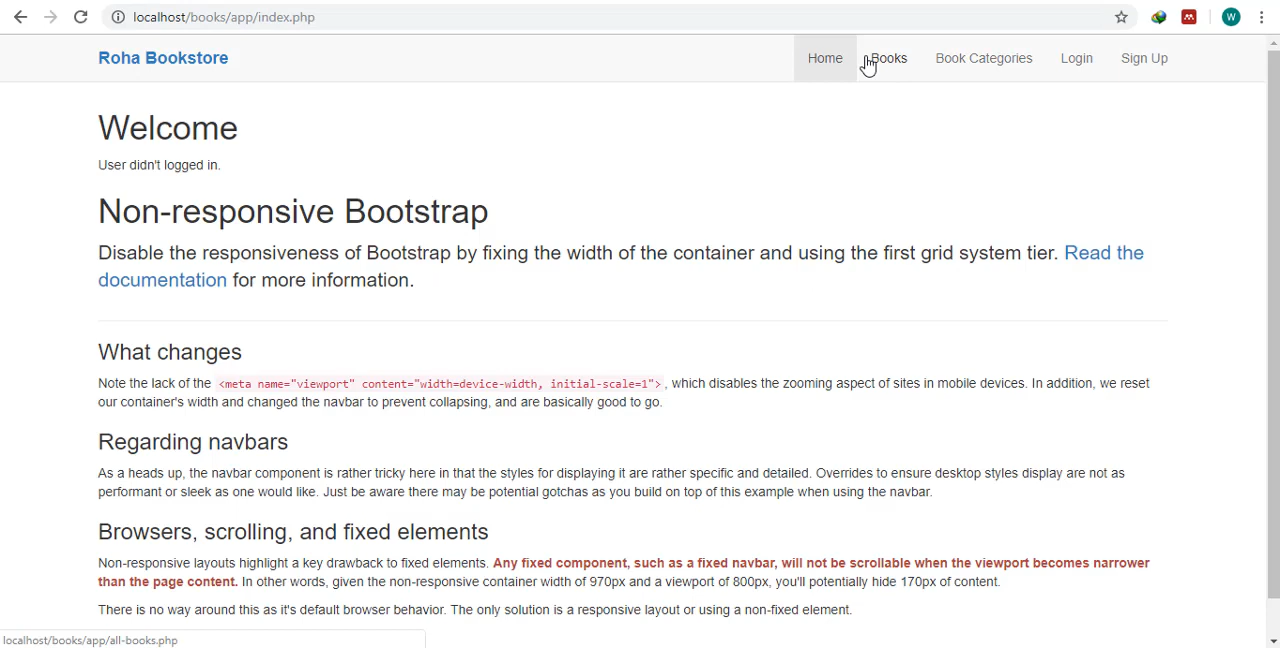 localhost/books/app/index.php
W
Roha Bookstore
Home Books Book Categories Login Sign Up
Welcome
User didn't logged in.
Non-responsive Bootstrap
Disable the responsiveness of Bootstrap by fixing the width of the container and using the first grid system tier. Read the
documentation for more information.
What changes
Note the lack of the <meta name="viewport" content="width=device-width, initial-scale=1">, which disables the zooming aspect of sites in mobile devices. In addition, we reset
our container's width and changed the navbar to prevent collapsing, and are basically good to go.
Regarding navbars
As a heads up, the navbar component is rather tricky here in that the styles for displaying it are rather specific and detailed. Overrides to ensure desktop styles display are not as
performant or sleek as one would like. Just be aware there may be potential gotchas as you build on top of this example when using the navbar.
Browsers, scrolling, and fixed elements
Non-responsive layouts highlight a key drawback to fixed elements. Any fixed component, such as a fixed navbar, will not be scrollable when the viewport becomes narrower
than the page content. In other words, given the non-responsive container width of 970px and a viewport of 800px, you'll potentially hide 170px of content.
There is no way around this as it's default browser behavior. The only solution is a responsive layout or using a non-fixed element.
localhost/books/app/all-books.php